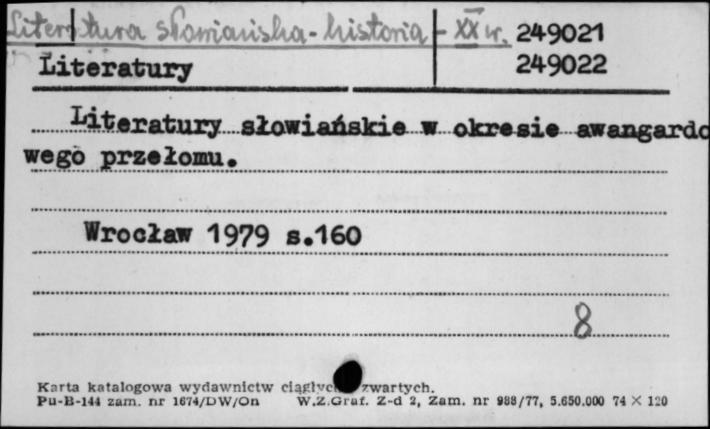 Literatura słowiańska - historia - XX w. 249021
Literatury 249022
Literatury słowiańskie w okresie awangardo
wego przełomu.
Wrocław 1979 s.160
8
Karta katalogowa wydawnictw ciągłych zwartych.
Pu-B-144 zam. nr 1674/DW/On W.Z.Graf. Z-d 2, Zam. nr 988/77, 5.650.000 74 × 120